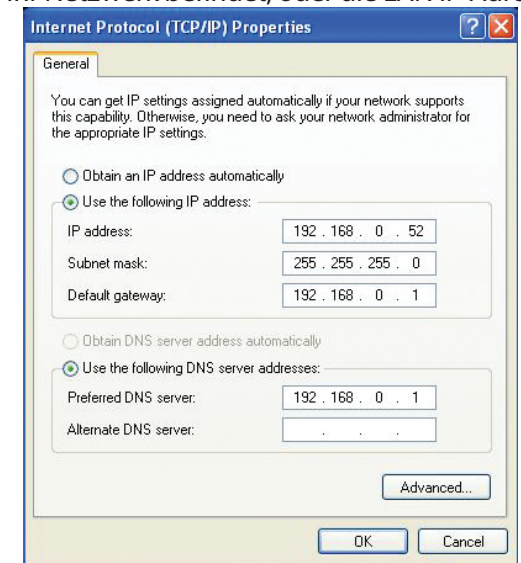 Internet Protocol (TCP/IP) Properties
General
You can get IP settings assigned automatically if your network supports
this capability. Otherwise, you need to ask your network administrator for
the appropriate IP settings.
Obtain an IP address automatically
Use the following IP address:
IP address: 192 . 168 . 0 . 52
Subnet mask: 255 . 255 . 255 . 0
Default gateway: 192 . 168 . 0 . 1
Obtain DNS server address automatically
Use the following DNS server addresses:
Preferred DNS server: 192 . 168 . 0 . 1
Alternate DNS server: . . .
Advanced...
OK Cancel